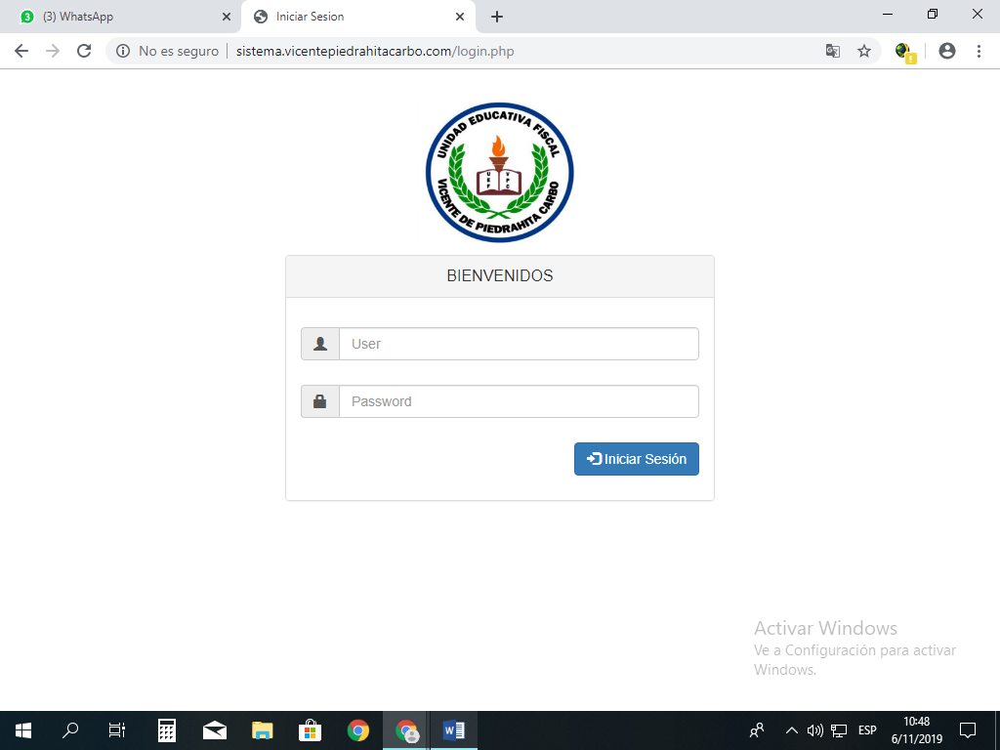 3 (3) WhatsApp
Iniciar Sesion
No es seguro | sistema.vicentepiedrahitacarbo.com/login.php
UNIDAD EDUCATIVA FISCAL
U E F V P C
VICENTE DE PIEDRAHITA CARBO
BIENVENIDOS
User
Password
Iniciar Sesión
Activar Windows
Ve a Configuración para activar
Windows.
ESP
10:48
6/11/2019